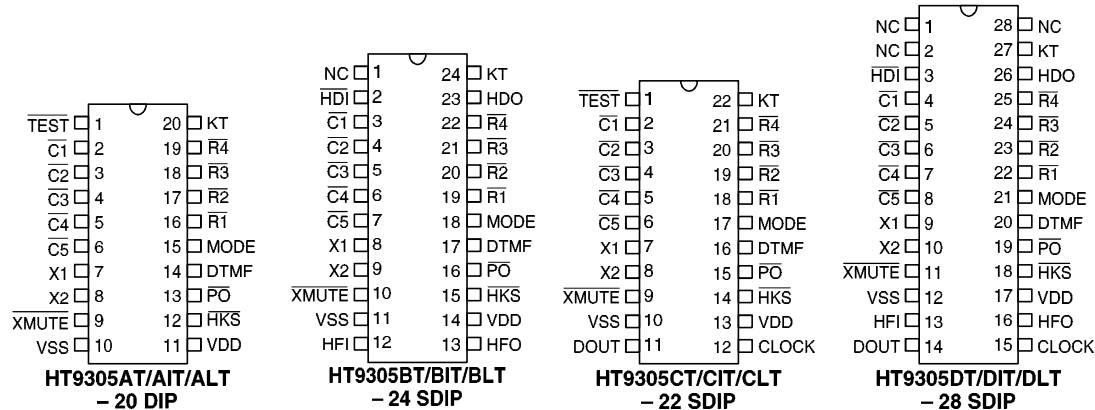 TEST 1 20 KT
C1 2 19 R4
C2 3 18 R3
C3 4 17 R2
C4 5 16 R1
C5 6 15 MODE
X1 7 14 DTMF
X2 8 13 PO
XMUTE 9 12 HKS
VSS 10 11 VDD
HT9305AT/AIT/ALT
– 20 DIP
NC 1 24 KT
HDI 2 23 HDO
C1 3 22 R4
C2 4 21 R3
C3 5 20 R2
C4 6 19 R1
C5 7 18 MODE
X1 8 17 DTMF
X2 9 16 PO
XMUTE 10 15 HKS
VSS 11 14 VDD
HFI 12 13 HFO
HT9305BT/BIT/BLT
– 24 SDIP
TEST 1 22 KT
C1 2 21 R4
C2 3 20 R3
C3 4 19 R2
C4 5 18 R1
C5 6 17 MODE
X1 7 16 DTMF
X2 8 15 PO
XMUTE 9 14 HKS
VSS 10 13 VDD
DOUT 11 12 CLOCK
HT9305CT/CIT/CLT
– 22 SDIP
NC 1 28 NC
NC 2 27 KT
HDI 3 26 HDO
C1 4 25 R4
C2 5 24 R3
C3 6 23 R2
C4 7 22 R1
C5 8 21 MODE
X1 9 20 DTMF
X2 10 19 PO
XMUTE 11 18 HKS
VSS 12 17 VDD
HFI 13 16 HFO
DOUT 14 15 CLOCK
HT9305DT/DIT/DLT
– 28 SDIP